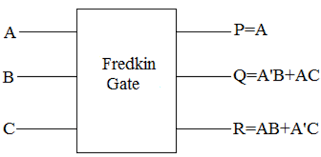 A
B
C
Fredkin
Gate
P=A
Q=A'B+AC
R=AB+A'C